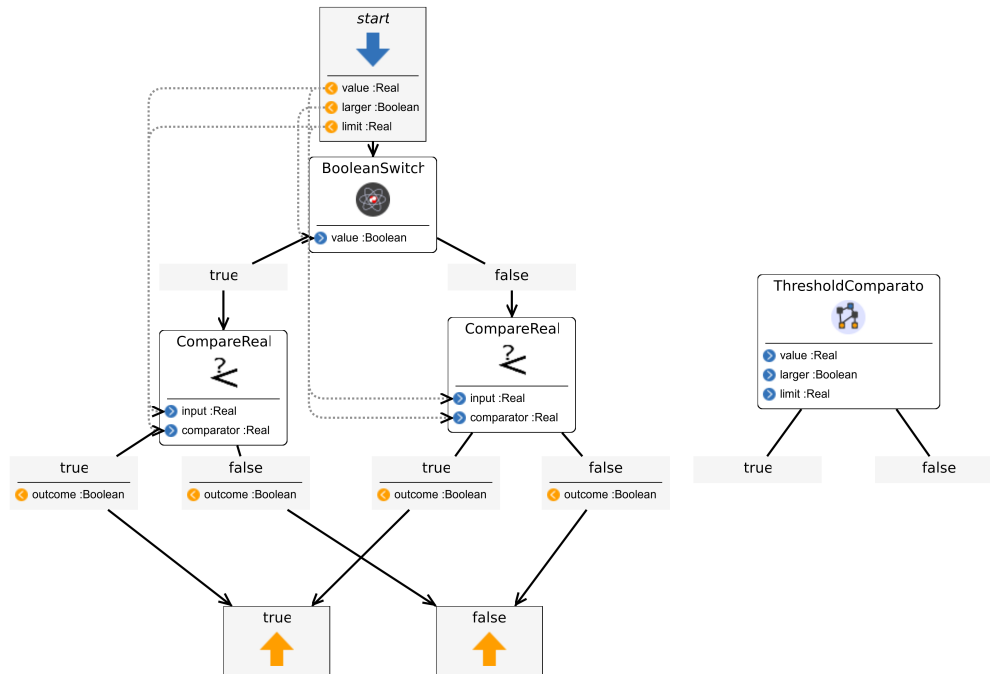 start
value :Real
larger :Boolean
limit :Real
BooleanSwitch
value :Boolean
true
false
CompareReal
?
<
input :Real
comparator :Real
CompareReal
?
<
input :Real
comparator :Real
true
outcome :Boolean
false
outcome :Boolean
true
outcome :Boolean
false
outcome :Boolean
true
false
ThresholdComparato
value :Real
larger :Boolean
limit :Real
true
false